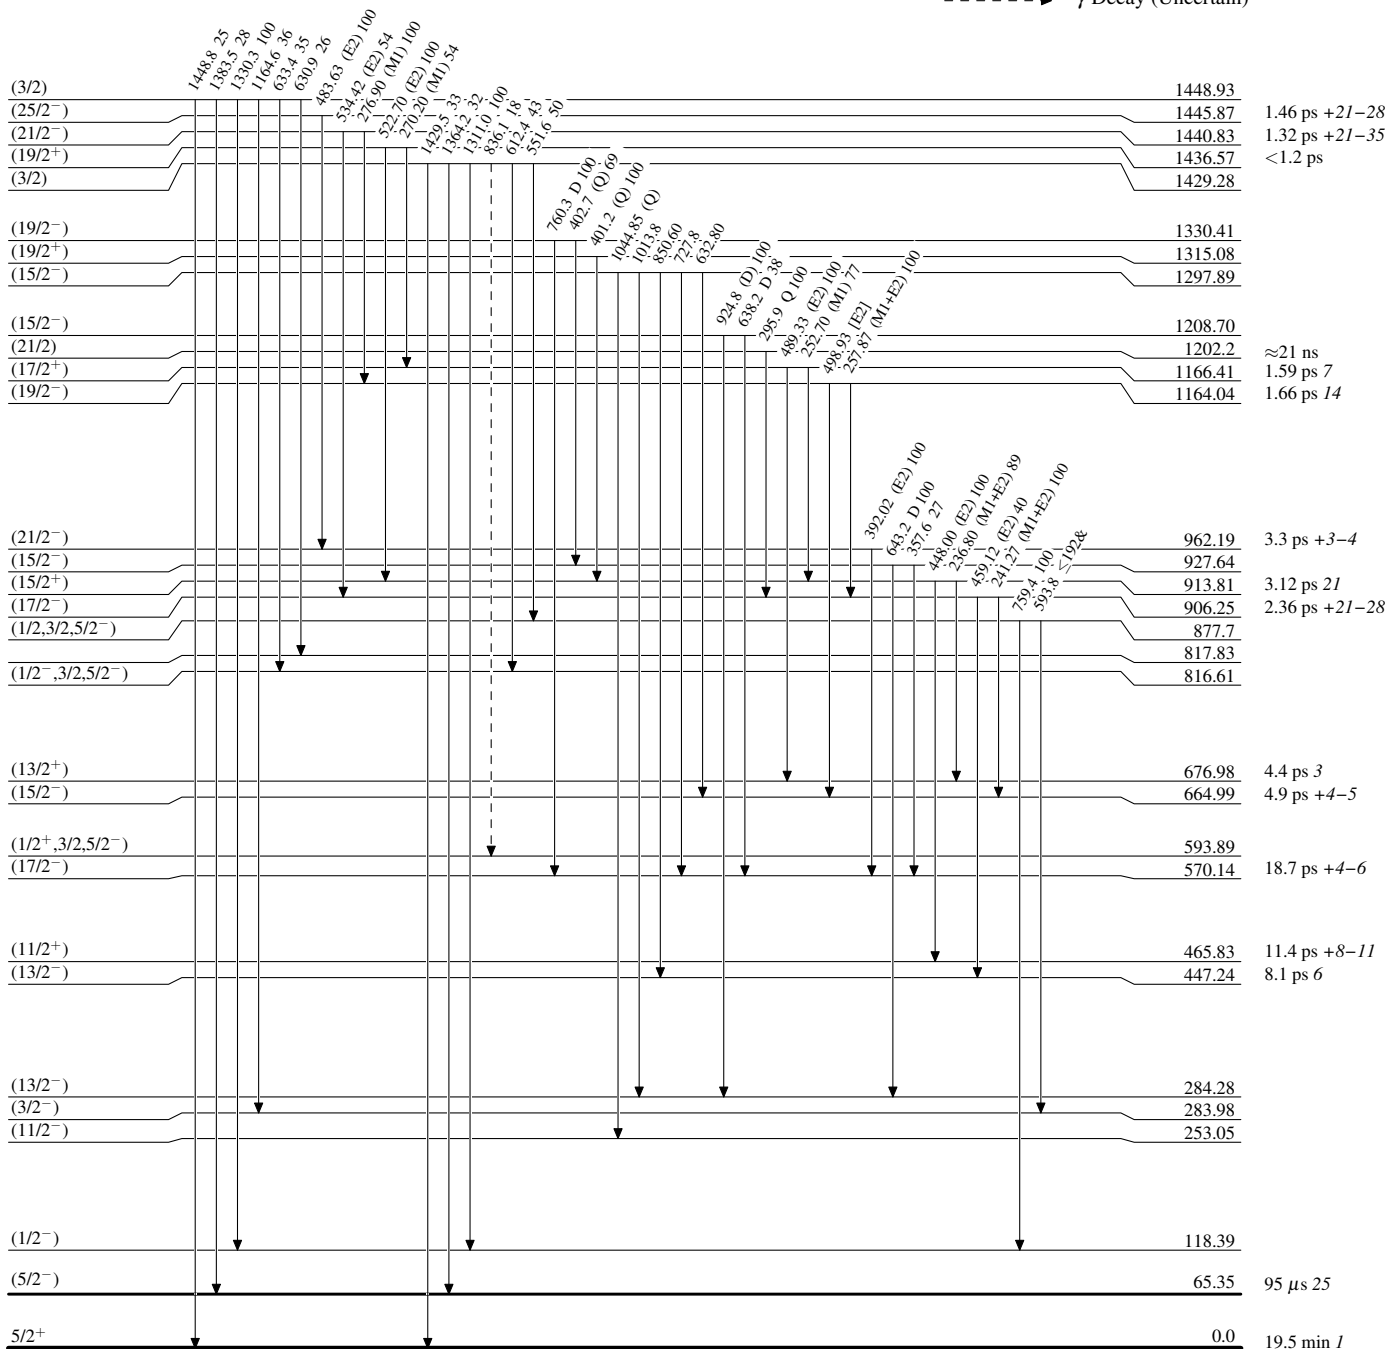 γ Decay (Uncertain)
1448.8 25
1383.5 28
1330.3 100
1164.6 36
633.4 35
630.9 26
483.63 (E2) 100
534.42 (E2) 54
276.90 (M1) 100
522.70 (E2) 100
270.20 (M1) 54
1429.5 33
1364.2 32
1311.0 100
836.1 18
612.4 43
551.6 50
(3/2) 1448.93
(25/2−) 1445.87 1.46 ps +21−28
(21/2−) 1440.83 1.32 ps +21−35
(19/2+) 1436.57 <1.2 ps
(3/2) 1429.28
760.3 D 100
402.7 (Q) 69
401.2 (Q) 100
1044.85 (Q)
1013.8
850.60
727.8
632.80
(19/2−) 1330.41
(19/2+) 1315.08
(15/2−) 1297.89
924.8 (D) 100
638.2 D 38
295.9 Q 100
489.33 (E2) 100
252.70 (M1) 77
498.93 [E2]
257.87 (M1+E2) 100
(15/2−) 1208.70
(21/2) 1202.2 ≈21 ns
(17/2+) 1166.41 1.59 ps 7
(19/2−) 1164.04 1.66 ps 14
392.02 (E2) 100
643.2 D 100
357.6 27
448.00 (E2) 100
236.80 (M1+E2) 89
459.12 (E2) 40
241.27 (M1+E2) 100
759.4 100
593.8 <192&
(21/2−) 962.19 3.3 ps +3−4
(15/2−) 927.64
(15/2+) 913.81 3.12 ps 21
(17/2−) 906.25 2.36 ps +21−28
(1/2,3/2,5/2−) 877.7
817.83
(1/2−,3/2,5/2−) 816.61
(13/2+) 676.98 4.4 ps 3
(15/2−) 664.99 4.9 ps +4−5
(1/2+,3/2,5/2−) 593.89
(17/2−) 570.14 18.7 ps +4−6
(11/2+) 465.83 11.4 ps +8−11
(13/2−) 447.24 8.1 ps 6
(13/2−) 284.28
(3/2−) 283.98
(11/2−) 253.05
(1/2−) 118.39
(5/2−) 65.35 95 μs 25
5/2+ 0.0 19.5 min 1